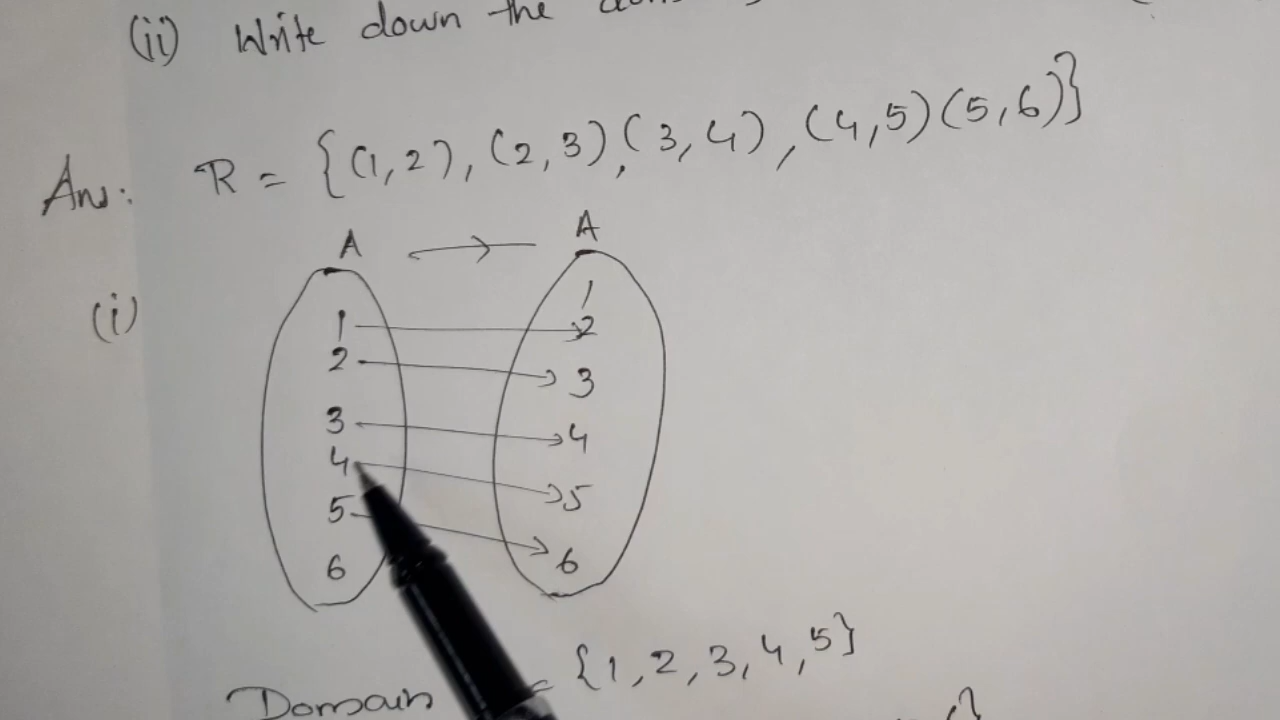 (ii) Write down the
Ans: R = {(1,2), (2,3), (3,4), (4,5)(5,6)}
A → A
(i)
1
1 2
2 3
3 4
4 5
5 6
6
Domain = {1,2,3,4,5}